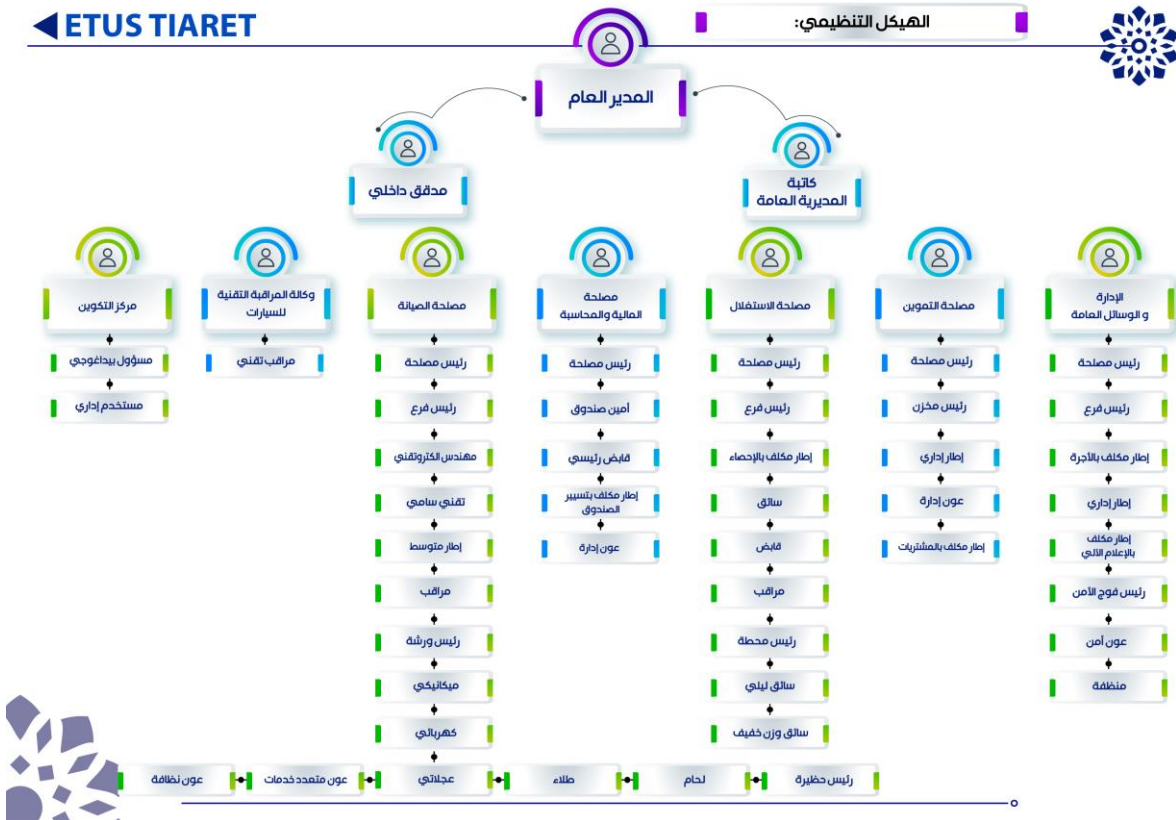 ETUS TIARET
الهيكل التنظيمي:
المدير العام
كاتبة
المديرية العامة
مدقق داخلي
الإدارة
و الوسائل العامة
رئيس مصلحة
رئيس فرع
إطار مكلف بالأجرة
إطار إداري
إطار مكلف
بالإعلام الآلي
رئيس فوج الأمن
عون أمن
منظفة
مصلحة التموين
رئيس مصلحة
رئيس مخزن
إطار إداري
عون إدارة
إطار مكلف بالمشتريات
مصلحة الاستغلال
رئيس مصلحة
رئيس فرع
إطار مكلف بالإحصاء
سائق
قابض
مراقب
رئيس محطة
سائق ليلي
سائق وزن خفيف
مصلحة
المالية والمحاسبة
رئيس مصلحة
أمين صندوق
قابض رئيسي
إطار مكلف بتسيير
الصندوق
عون إدارة
مصلحة الصيانة
رئيس مصلحة
رئيس فرع
مهندس الكتروتقني
تقني سامي
إطار متوسط
مراقب
رئيس ورشة
ميكانيكي
كهربائي
وكالة المراقبة التقنية
للسيارات
مراقب تقني
مركز التكوين
مسؤول بيداغوجي
مستخدم إداري
رئيس حظيرة
لحام
طلاء
عجلاتي
عون متعدد خدمات
عون نظافة